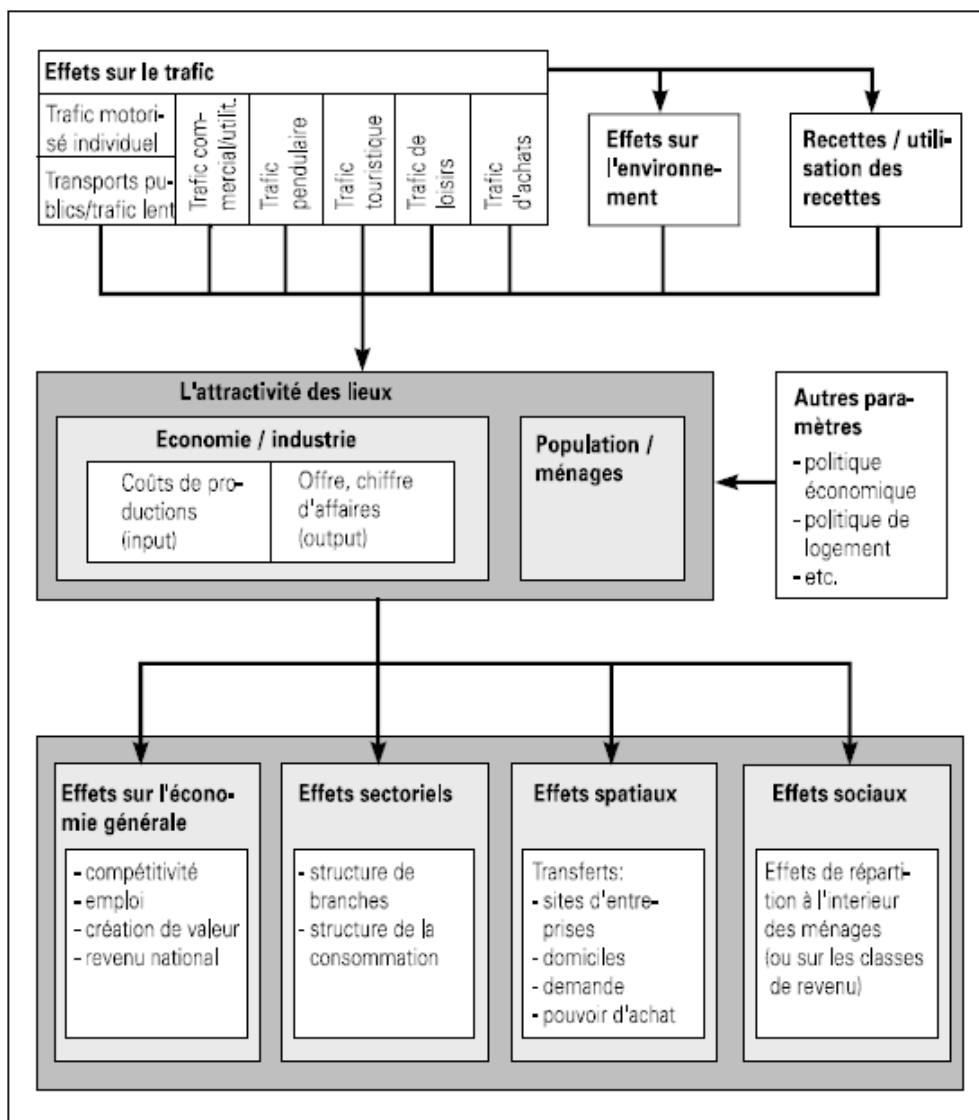 Effets sur le trafic
Trafic motori-
sé individuel
Transports pu-
blics/trafic lent
Trafic com-
mercial/utilit.
Trafic
pendulaire
Trafic
touristique
Trafic de
loisirs
Trafic
d'achats
Effets sur
l'environne-
ment
Recettes / utili-
sation des
recettes
L'attractivité des lieux
Economie / industrie
Coûts de pro-
ductions
(input)
Offre, chiffre
d'affaires
(output)
Population /
ménages
Autres para-
mètres
- politique
économique
- politique de
logement
- etc.
Effets sur l'écono-
mie générale
- compétitivité
- emploi
- création de valeur
- revenu national
Effets sectoriels
- structure de
branches
- structure de la
consommation
Effets spatiaux
Transferts:
- sites d'entre-
prises
- domiciles
- demande
- pouvoir d'achat
Effets sociaux
Effets de réparti-
tion à l'interieur
des ménages
(ou sur les classes
de revenu)